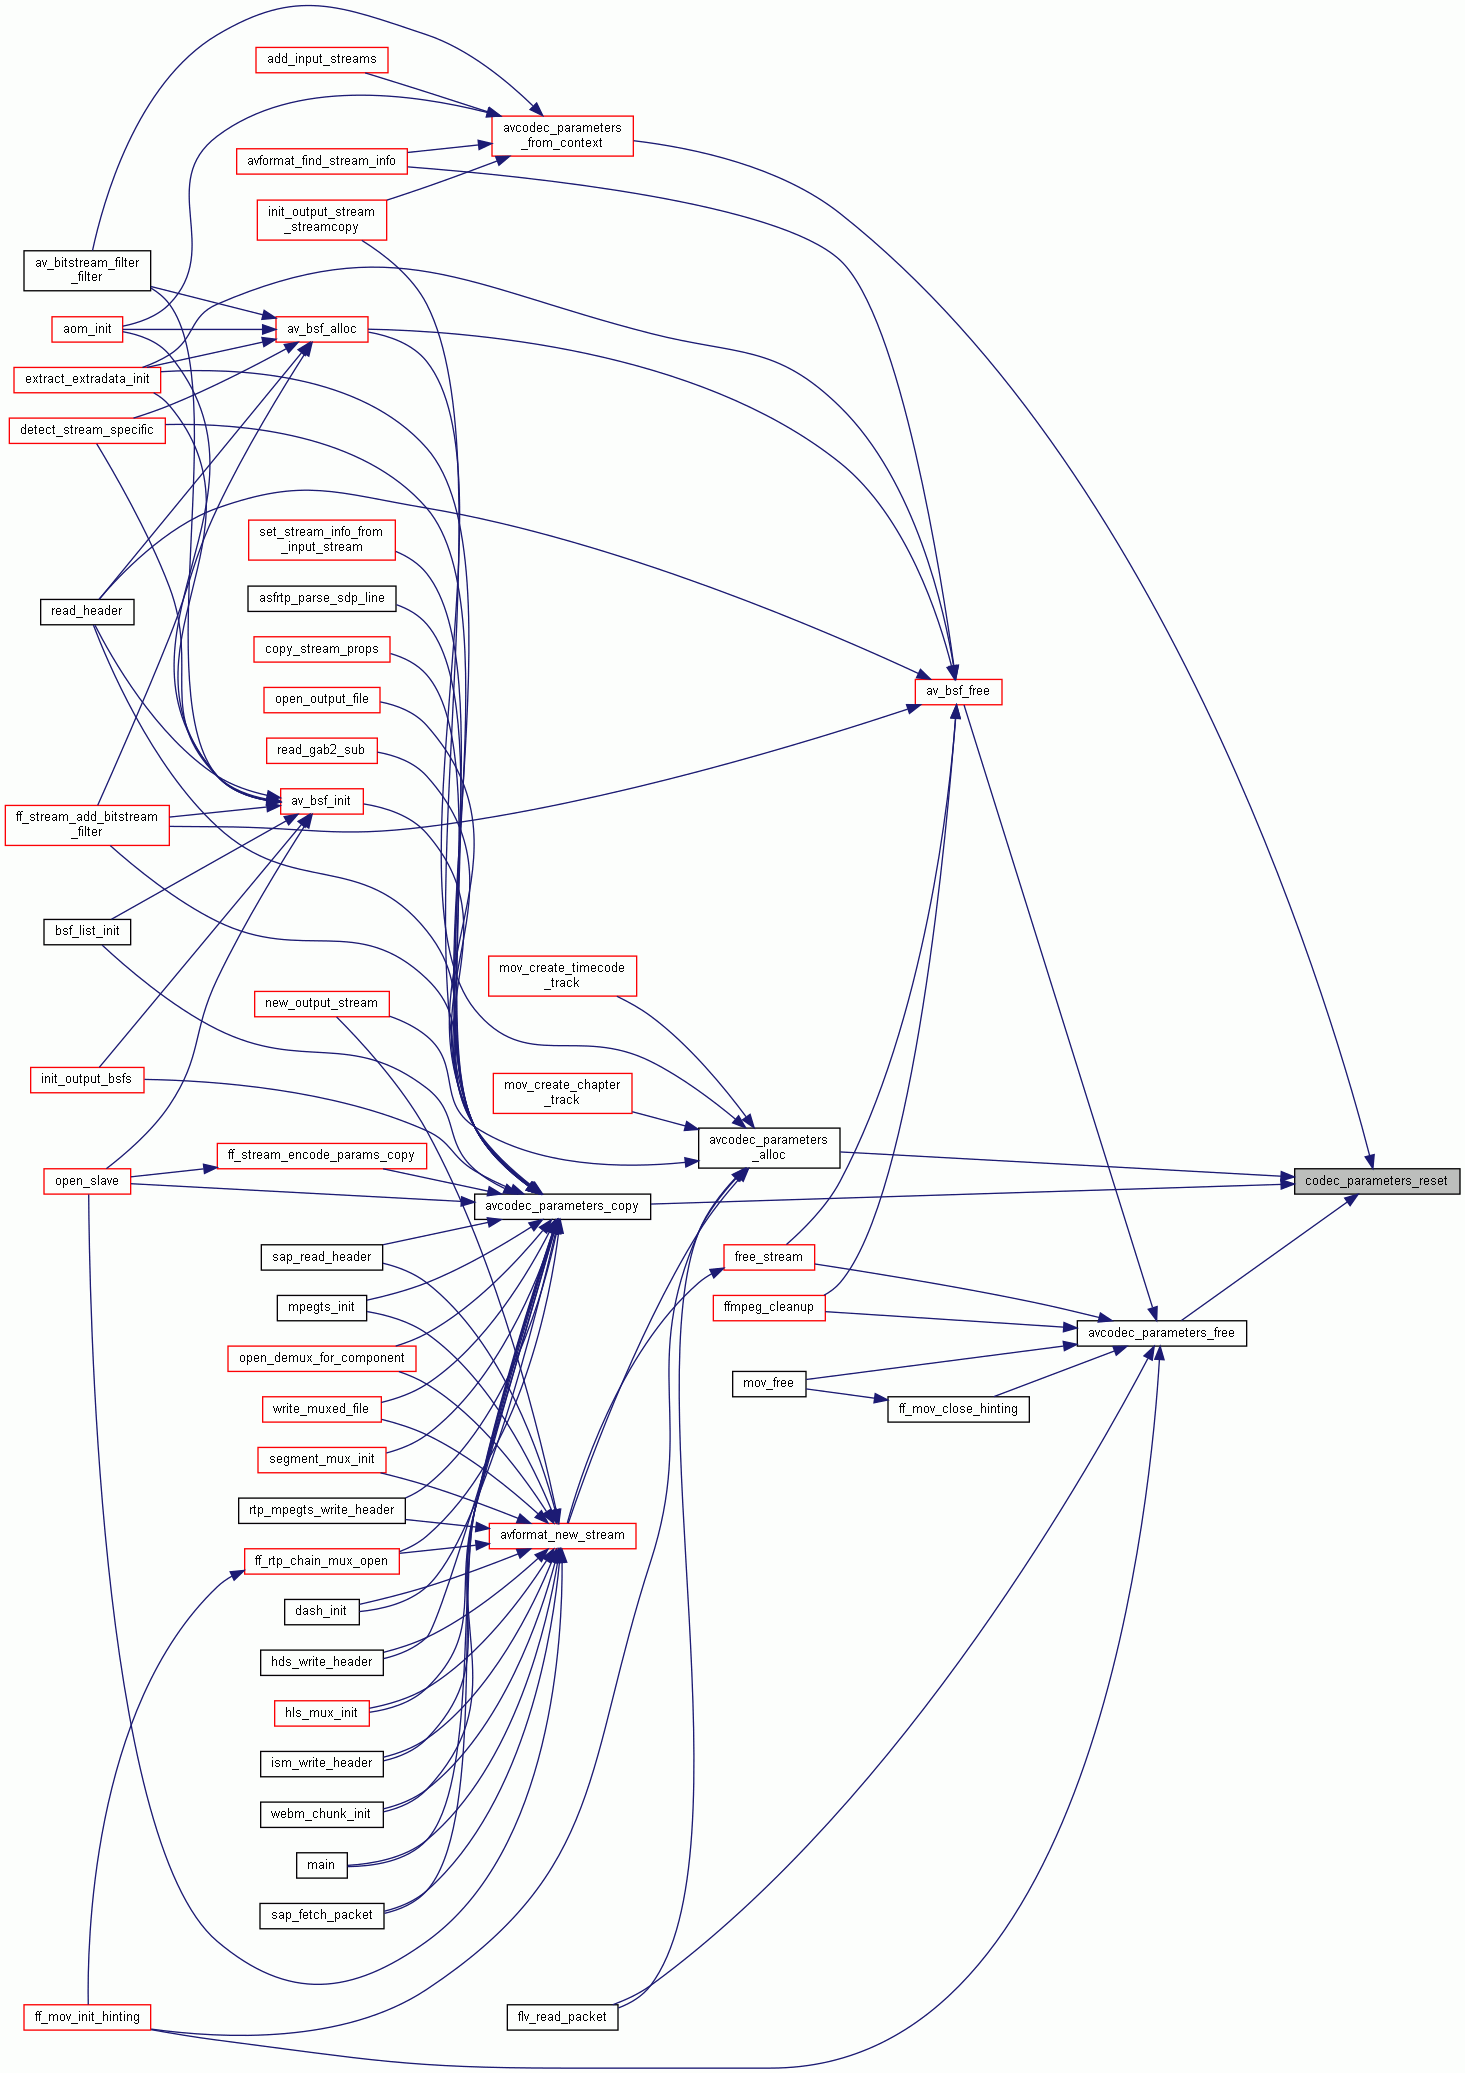 add_input_streams
avcodec_parameters
_from_context
avformat_find_stream_info
init_output_stream
_streamcopy
av_bitstream_filter
_filter
aom_init
av_bsf_alloc
extract_extradata_init
detect_stream_specific
set_stream_info_from
_input_stream
asfrtp_parse_sdp_line
read_header
copy_stream_props
open_output_file
av_bsf_free
read_gab2_sub
av_bsf_init
ff_stream_add_bitstream
_filter
bsf_list_init
mov_create_timecode
_track
new_output_stream
init_output_bsfs
mov_create_chapter
_track
avcodec_parameters
_alloc
ff_stream_encode_params_copy
open_slave
codec_parameters_reset
avcodec_parameters_copy
sap_read_header
free_stream
mpegts_init
ffmpeg_cleanup
avcodec_parameters_free
open_demux_for_component
mov_free
write_muxed_file
ff_mov_close_hinting
segment_mux_init
rtp_mpegts_write_header
avformat_new_stream
ff_rtp_chain_mux_open
dash_init
hds_write_header
hls_mux_init
ism_write_header
webm_chunk_init
main
sap_fetch_packet
ff_mov_init_hinting
flv_read_packet